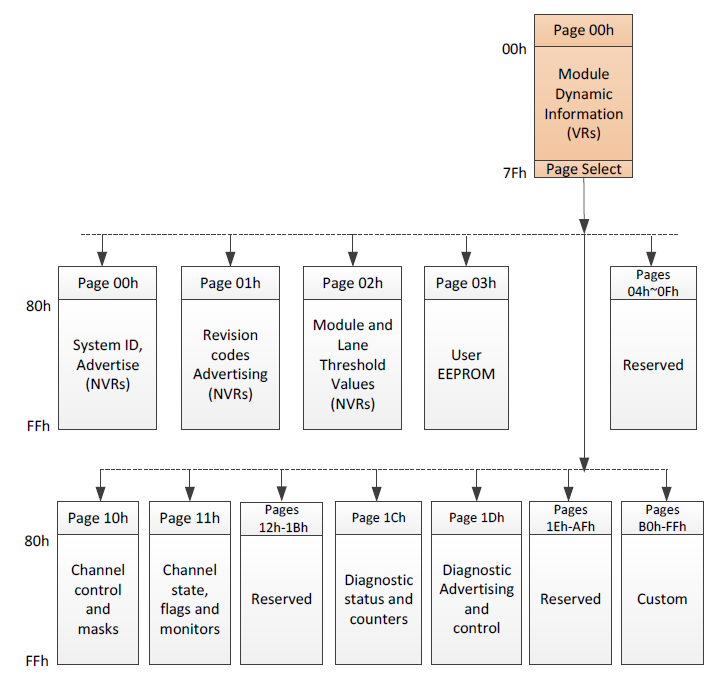 Page 00h
00h
Module
Dynamic
Information
(VRs)
7Fh
Page Select
Page 00h
Page 01h
Page 02h
Page 03h
Pages
04h~0Fh
80h
System ID,
Advertise
(NVRs)
Revision
codes
Advertising
(NVRs)
Module and
Lane
Threshold
Values
(NVRs)
User
EEPROM
Reserved
FFh
Page 10h
Page 11h
Pages
12h-1Bh
Page 1Ch
Page 1Dh
Pages
1Eh-AFh
Pages
B0h-FFh
80h
Channel
control
and
masks
Channel
state,
flags and
monitors
Reserved
Diagnostic
status and
counters
Diagnostic
Advertising
and
control
Reserved
Custom
FFh